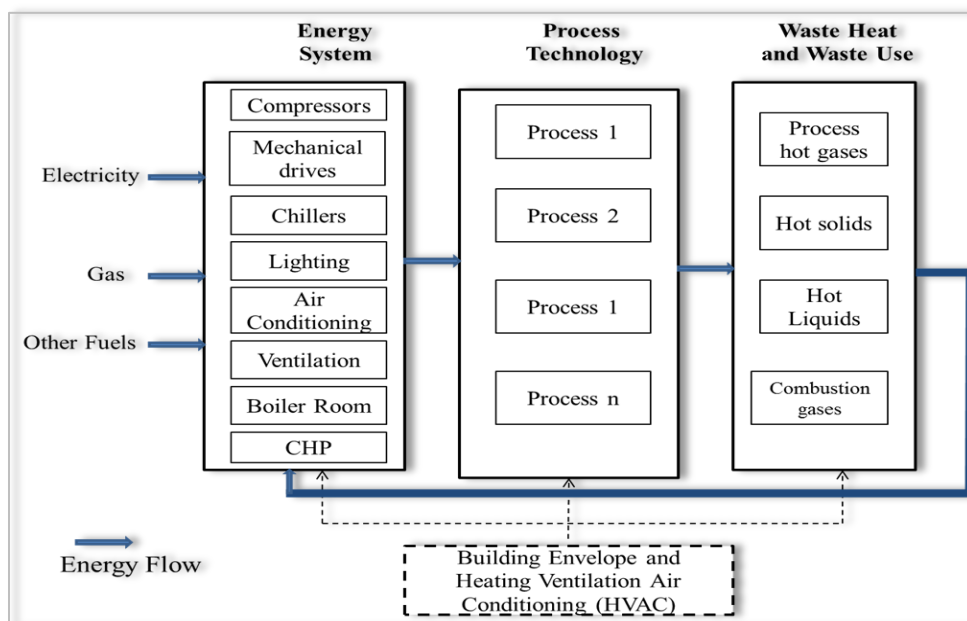 Energy
System
Process
Technology
Waste Heat
and Waste Use
Electricity
Gas
Other Fuels
Compressors
Mechanical
drives
Chillers
Lighting
Air
Conditioning
Ventilation
Boiler Room
CHP
Process 1
Process 2
Process 1
Process n
Process
hot gases
Hot solids
Hot
Liquids
Combustion
gases
Energy Flow
Building Envelope and
Heating Ventilation Air
Conditioning (HVAC)